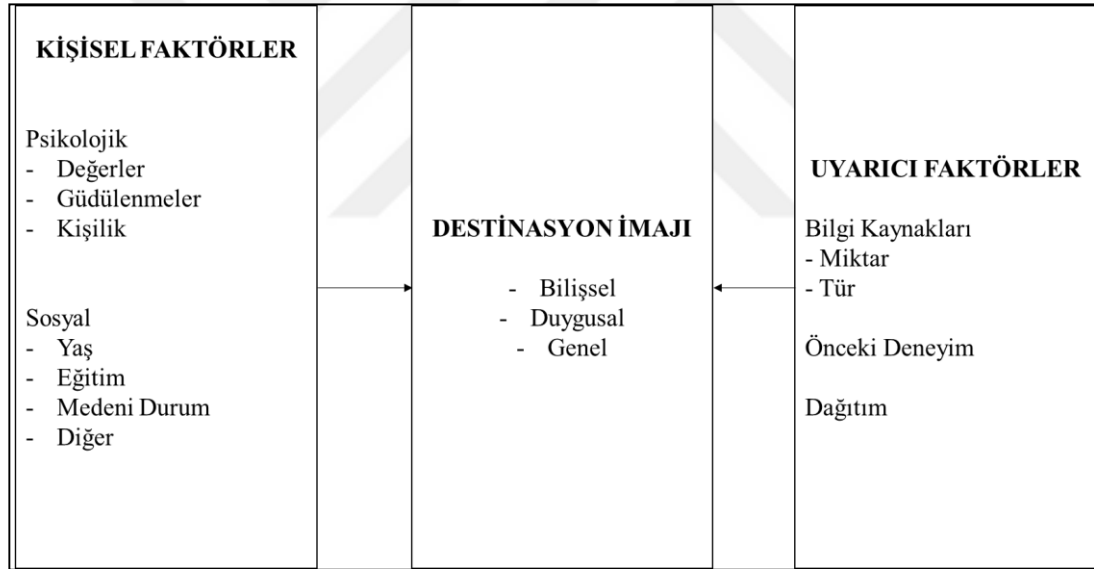 KİŞİSEL FAKTÖRLER
Psikolojik
- Değerler
- Güdülenmeler
- Kişilik
Sosyal
- Yaş
- Eğitim
- Medeni Durum
- Diğer
DESTİNASYON İMAJI
- Bilişsel
- Duygusal
- Genel
UYARICI FAKTÖRLER
Bilgi Kaynakları
- Miktar
- Tür
Önceki Deneyim
Dağıtım